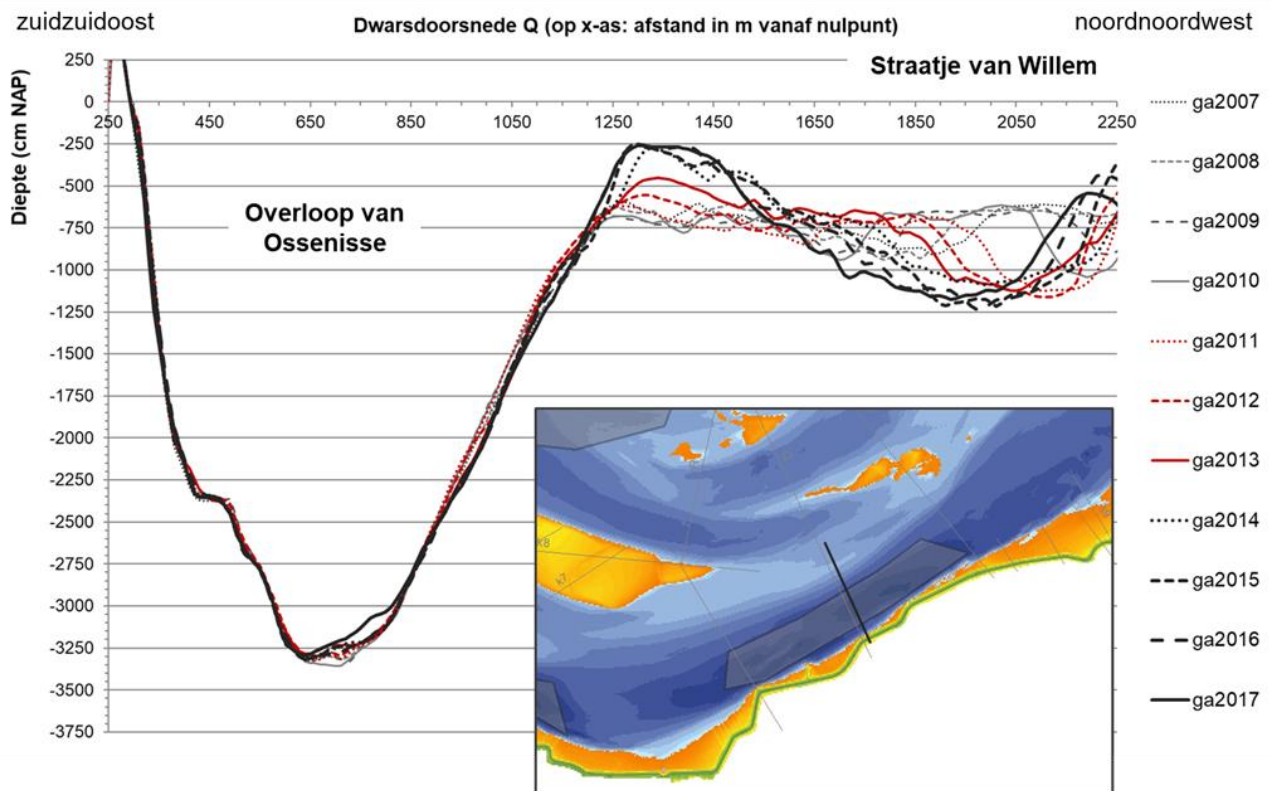 zuidzuidoost
Dwarsdoorsnede Q (op x-as: afstand in m vanaf nulpunt)
noordnoordwest
Straatje van Willem
Overloop van
Ossenisse
Diepte (cm NAP)
250
0
-250
-500
-750
-1000
-1250
-1500
-1750
-2000
-2250
-2500
-2750
-3000
-3250
-3500
-3750
250
450
650
850
1050
1250
1450
1650
1850
2050
2250
ga2007
ga2008
ga2009
ga2010
ga2011
ga2012
ga2013
ga2014
ga2015
ga2016
ga2017
k7